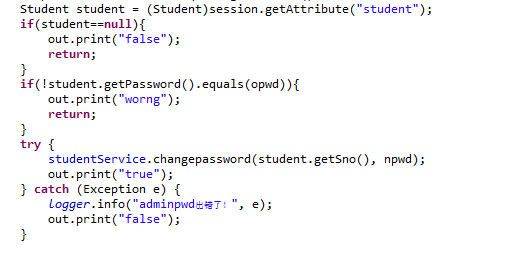 Student student = (Student)session.getAttribute("student");
if(student==null){
out.print("false");
return;
}
if(!student.getPassword().equals(opwd)){
out.print("worng");
return;
}
try {
studentService.changepassword(student.getSno(), npwd);
out.print("true");
} catch (Exception e) {
logger.info("adminpwd出错了！", e);
out.print("false");
}